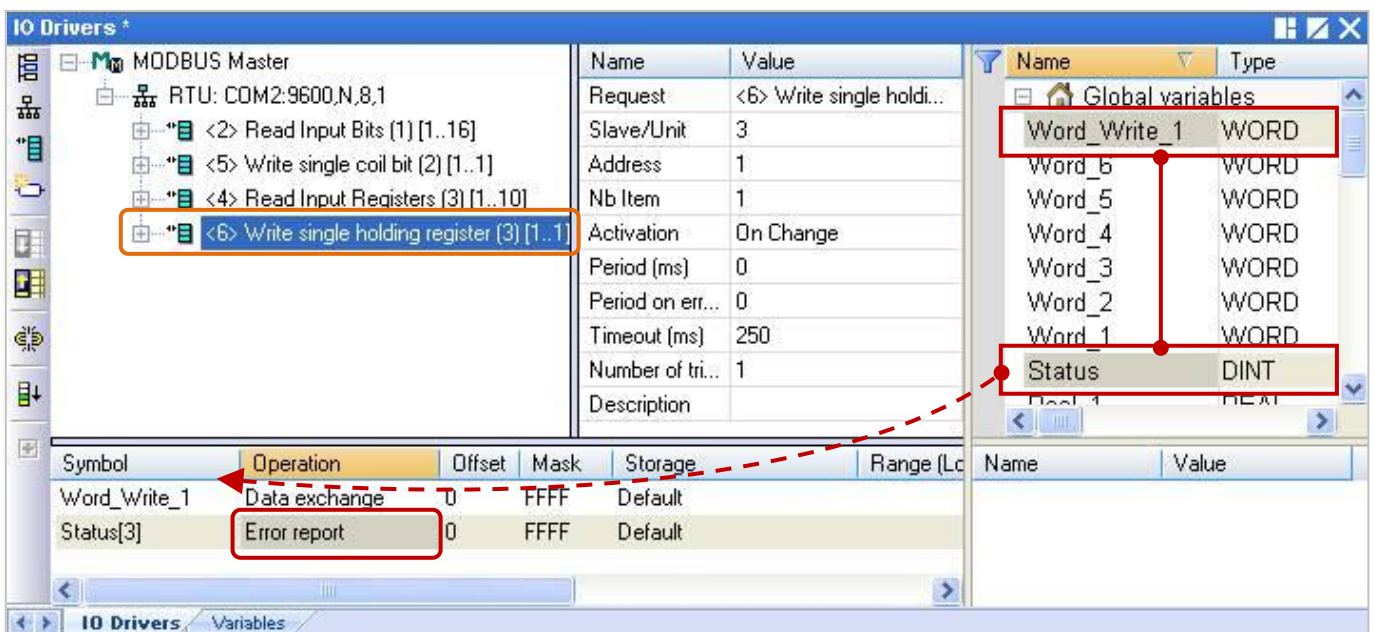 IO Drivers *
MODBUS Master
RTU: COM2:9600,N,8,1
<2> Read Input Bits (1) [1..16]
<5> Write single coil bit (2) [1..1]
<4> Read Input Registers (3) [1..10]
<6> Write single holding register (3) [1..1]
Name Value
Request <6> Write single holdi...
Slave/Unit 3
Address 1
Nb Item 1
Activation On Change
Period (ms) 0
Period on err... 0
Timeout (ms) 250
Number of tri... 1
Description
Name Type
Global variables
Word_Write_1 WORD
Word_6 WORD
Word_5 WORD
Word_4 WORD
Word_3 WORD
Word_2 WORD
Word_1 WORD
Status DINT
Symbol Operation Offset Mask Storage Range (Lo
Word_Write_1 Data exchange 0 FFFF Default
Status[3] Error report 0 FFFF Default
Name Value
IO Drivers Variables